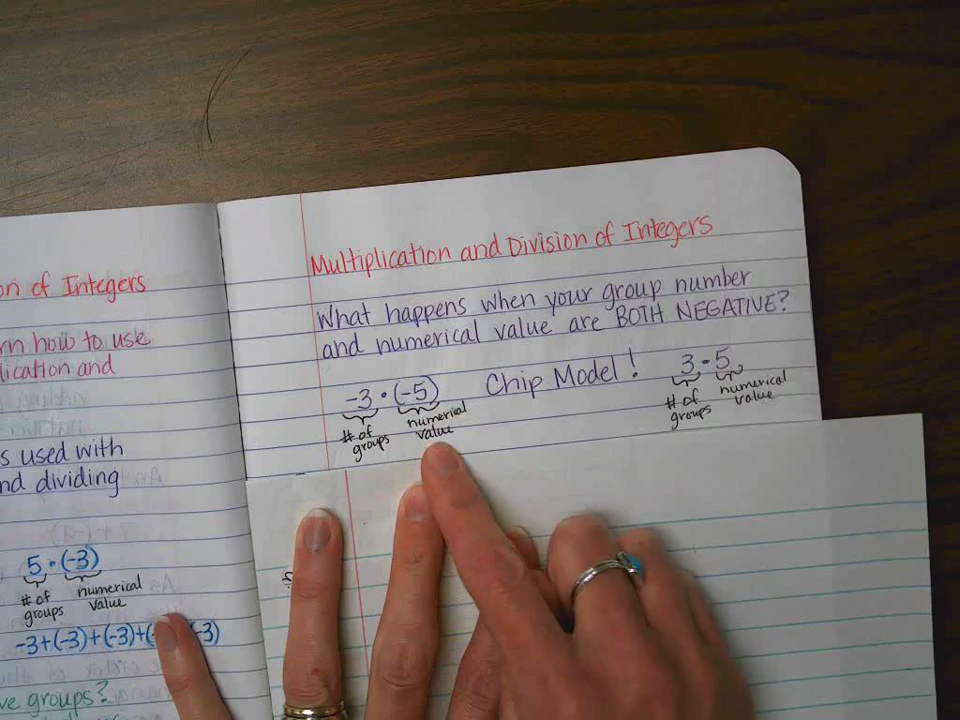 on of Integers
rn how to use
lication and
s used with
nd dividing
5 · (-3)
# of groups
numerical value
-3+(-3)+(-3)+( -3)
ve groups?
Multiplication and Division of Integers
What happens when your group number
and numerical value are BOTH NEGATIVE?
-3 · (-5) Chip Model! 3 · 5
# of groups
numerical value
# of groups
numerical value